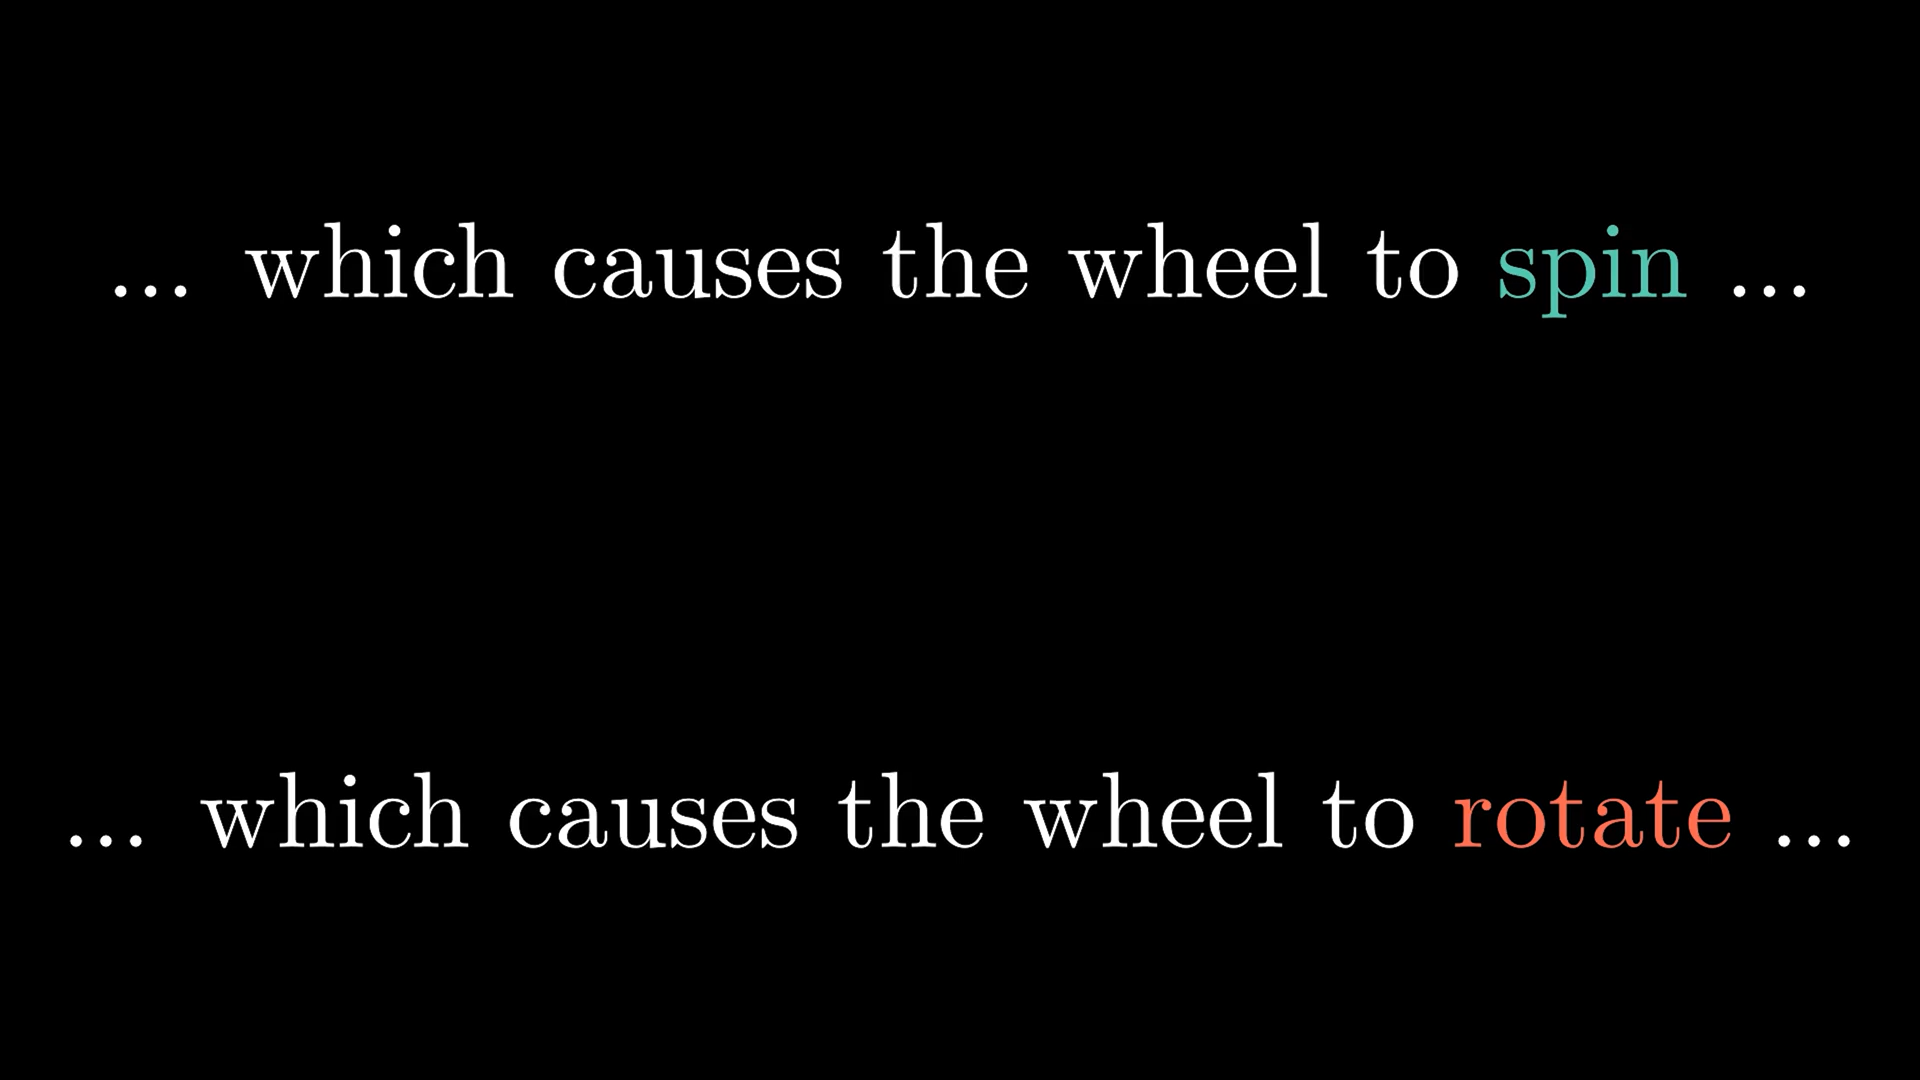 ... which causes the wheel to spin ...
... which causes the wheel to rotate ...